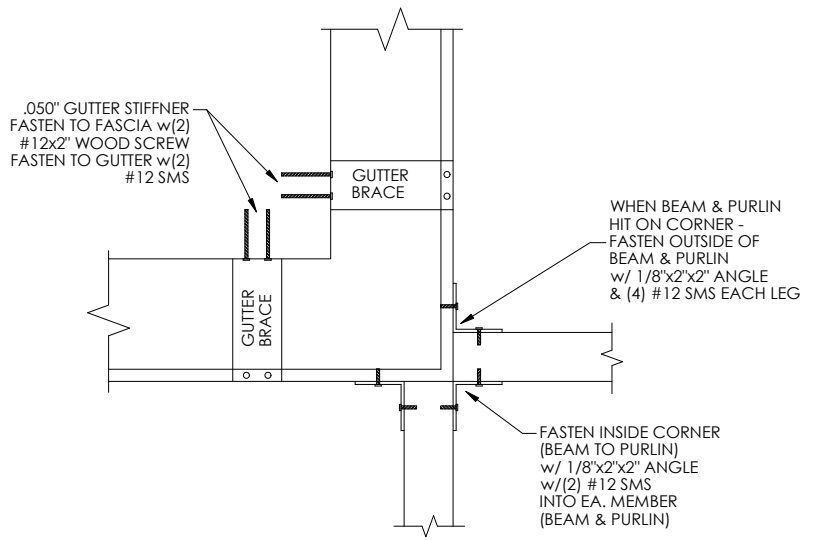 .050" GUTTER STIFFNER
FASTEN TO FASCIA w(2)
#12x2" WOOD SCREW
FASTEN TO GUTTER w(2)
#12 SMS
GUTTER
BRACE
GUTTER
BRACE
WHEN BEAM & PURLIN
HIT ON CORNER -
FASTEN OUTSIDE OF
BEAM & PURLIN
w/ 1/8"x2"x2" ANGLE
& (4) #12 SMS EACH LEG
FASTEN INSIDE CORNER
(BEAM TO PURLIN)
w/ 1/8"x2"x2" ANGLE
w/(2) #12 SMS
INTO EA. MEMBER
(BEAM & PURLIN)